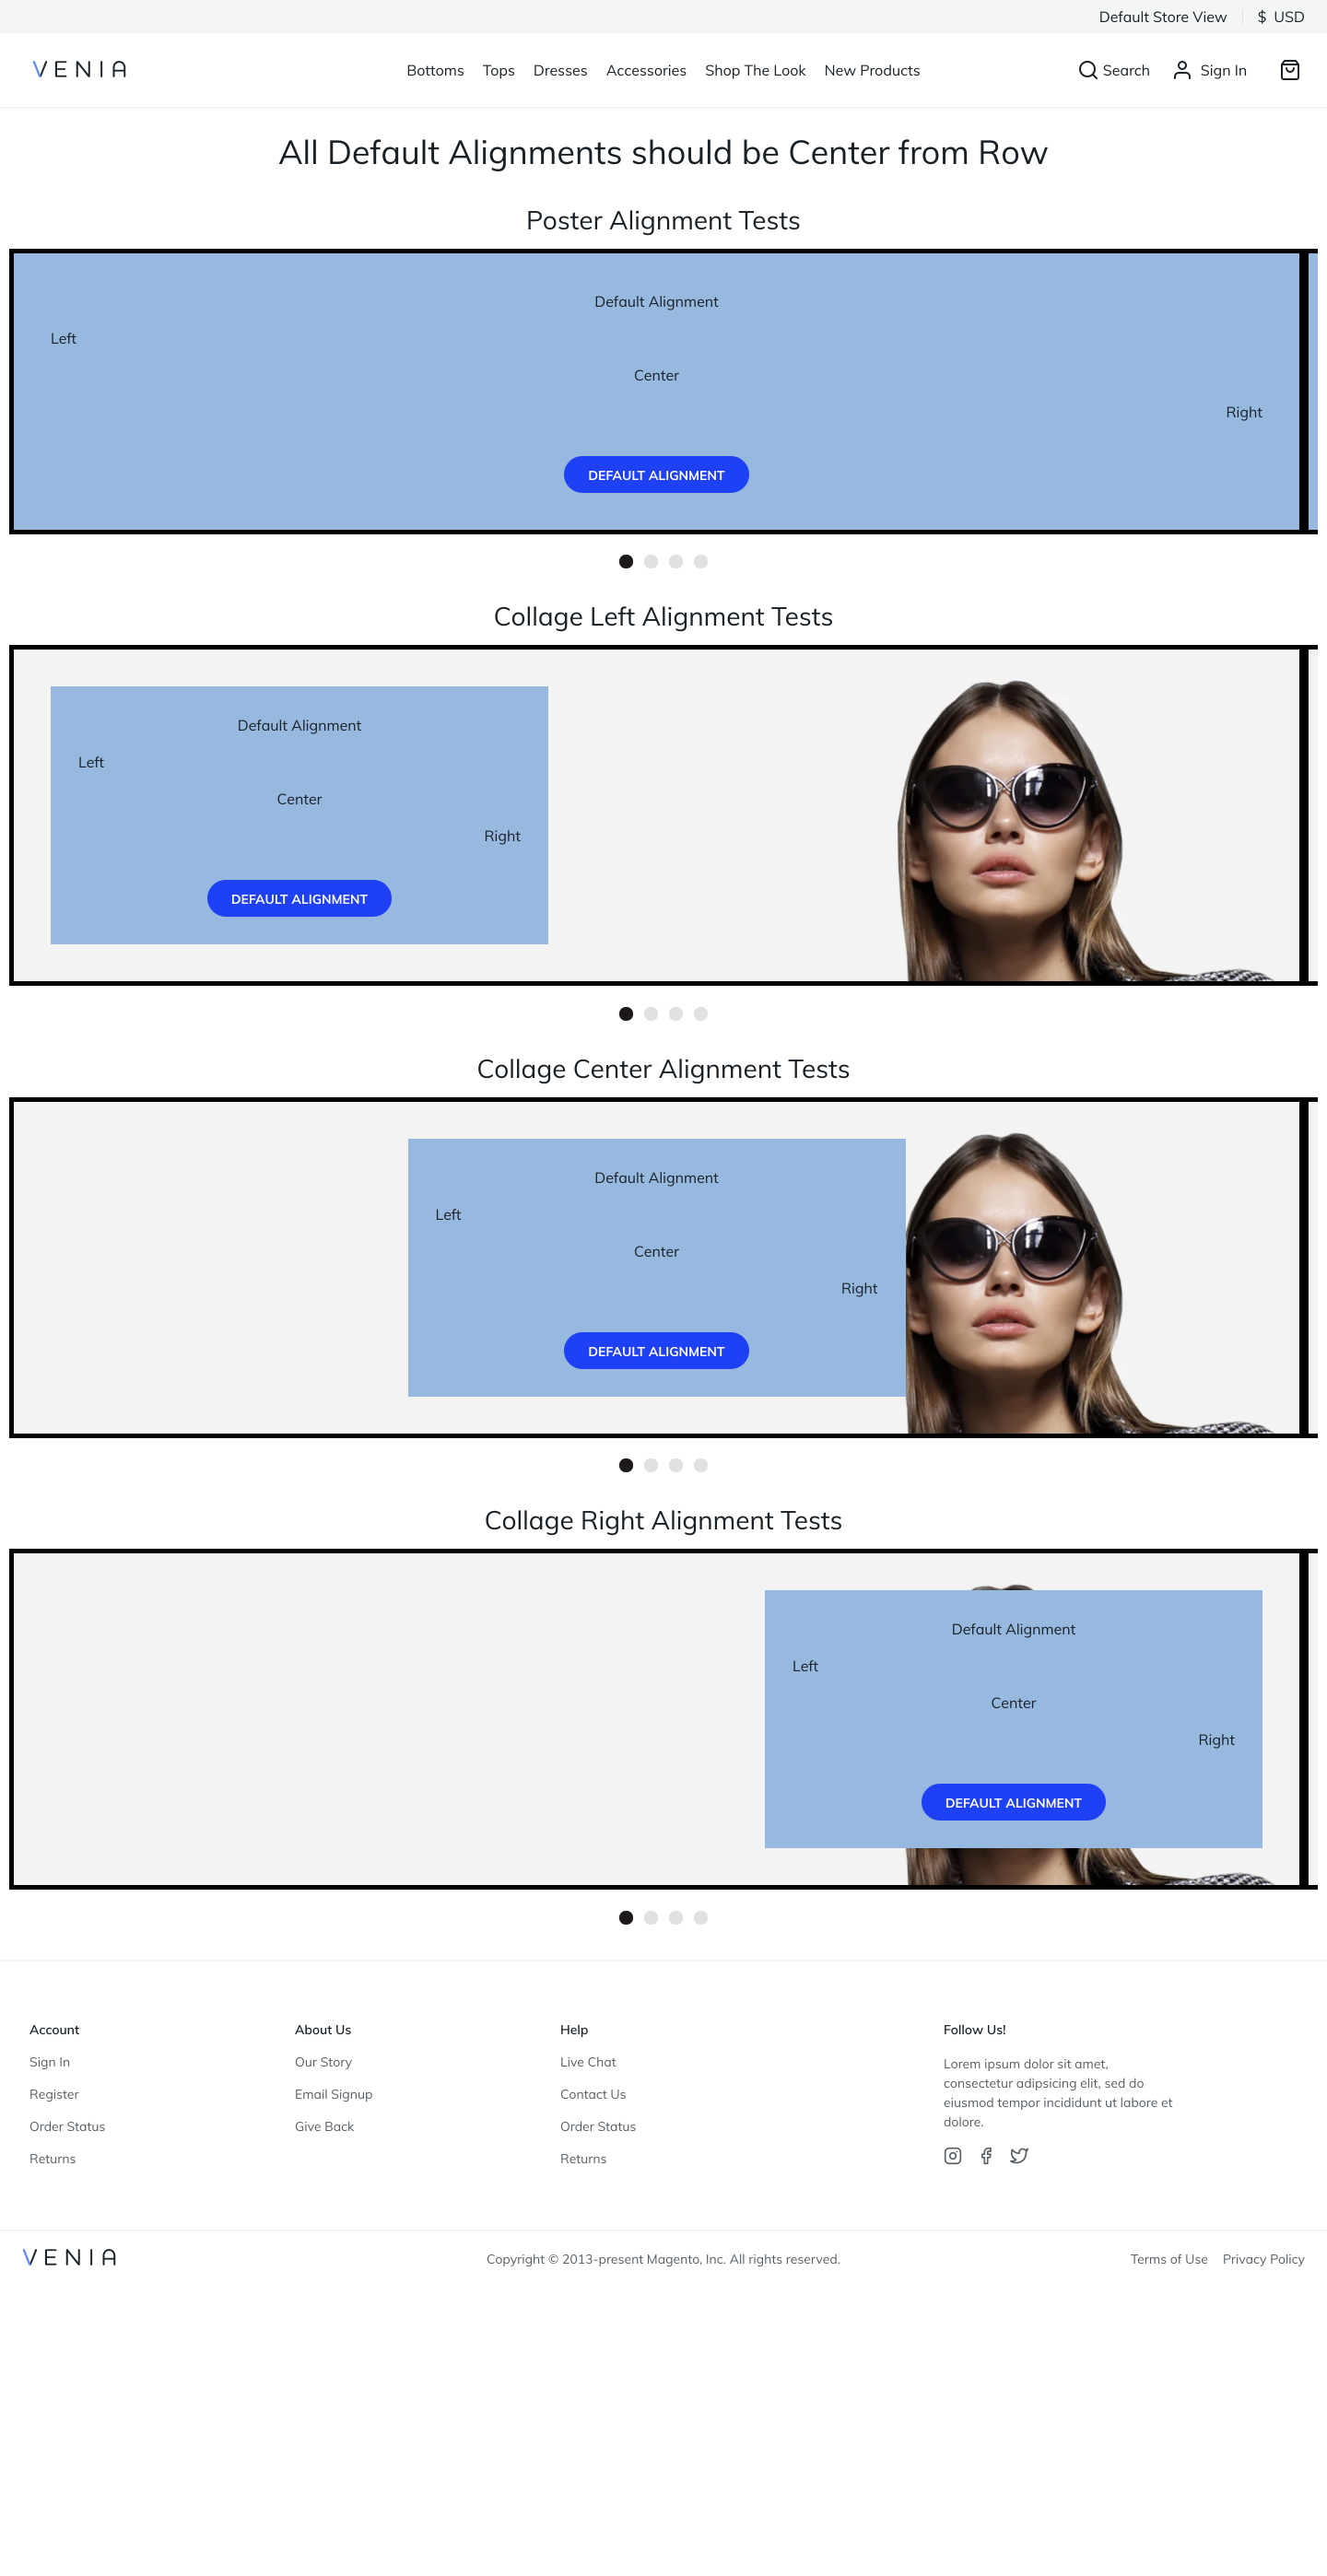 Default Store View
$ USD
VENIA
Bottoms Tops Dresses Accessories Shop The Look New Products
Search
Sign In
All Default Alignments should be Center from Row
Poster Alignment Tests
Default Alignment
Left
Center
Right
DEFAULT ALIGNMENT
Collage Left Alignment Tests
Default Alignment
Left
Center
Right
DEFAULT ALIGNMENT
Collage Center Alignment Tests
Default Alignment
Left
Center
Right
DEFAULT ALIGNMENT
Collage Right Alignment Tests
Default Alignment
Left
Center
Right
DEFAULT ALIGNMENT
Account
Sign In
Register
Order Status
Returns
About Us
Our Story
Email Signup
Give Back
Help
Live Chat
Contact Us
Order Status
Returns
Follow Us!
Lorem ipsum dolor sit amet,
consectetur adipsicing elit, sed do
eiusmod tempor incididunt ut labore et
dolore.
VENIA
Copyright © 2013-present Magento, Inc. All rights reserved.
Terms of Use
Privacy Policy